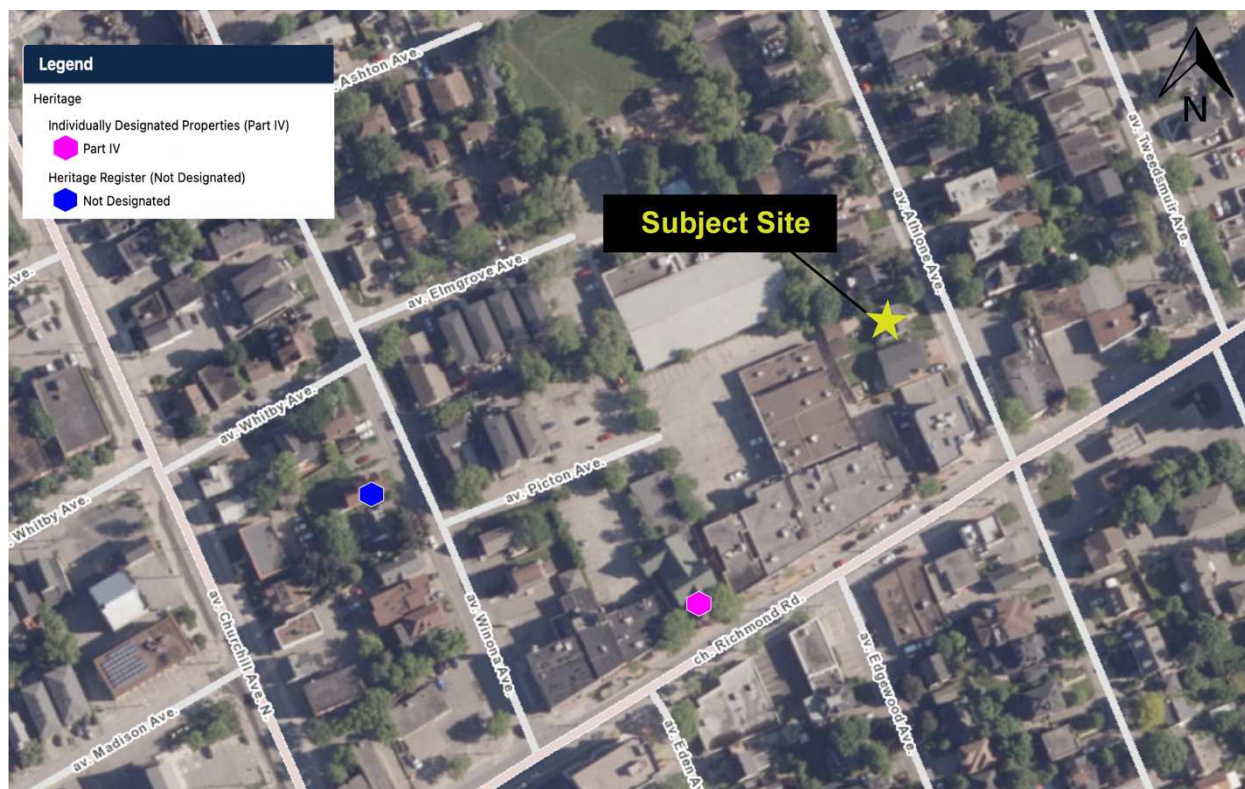 Legend
Heritage
Individually Designated Properties (Part IV)
Part IV
Heritage Register (Not Designated)
Not Designated
. Ashton Ave.
N
av. Tweedsmuir Ave.
Subject Site
av. Athlone Ave.
Ave.
av. Elmgrove Ave.
av. Whitby Ave.
. Whitby Ave.
av. Picton Ave.
av. Churchill Ave. N.
av. Winona Ave.
ch. Richmond Rd.
av. Edgewood Ave.
av. Madison Ave.
av. Eden Av